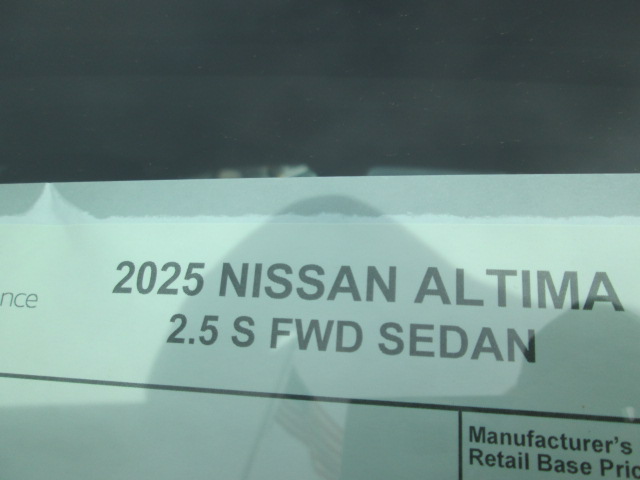 nce
2025 NISSAN ALTIMA
2.5 S FWD SEDAN
Manufacturer's
Retail Base Pric